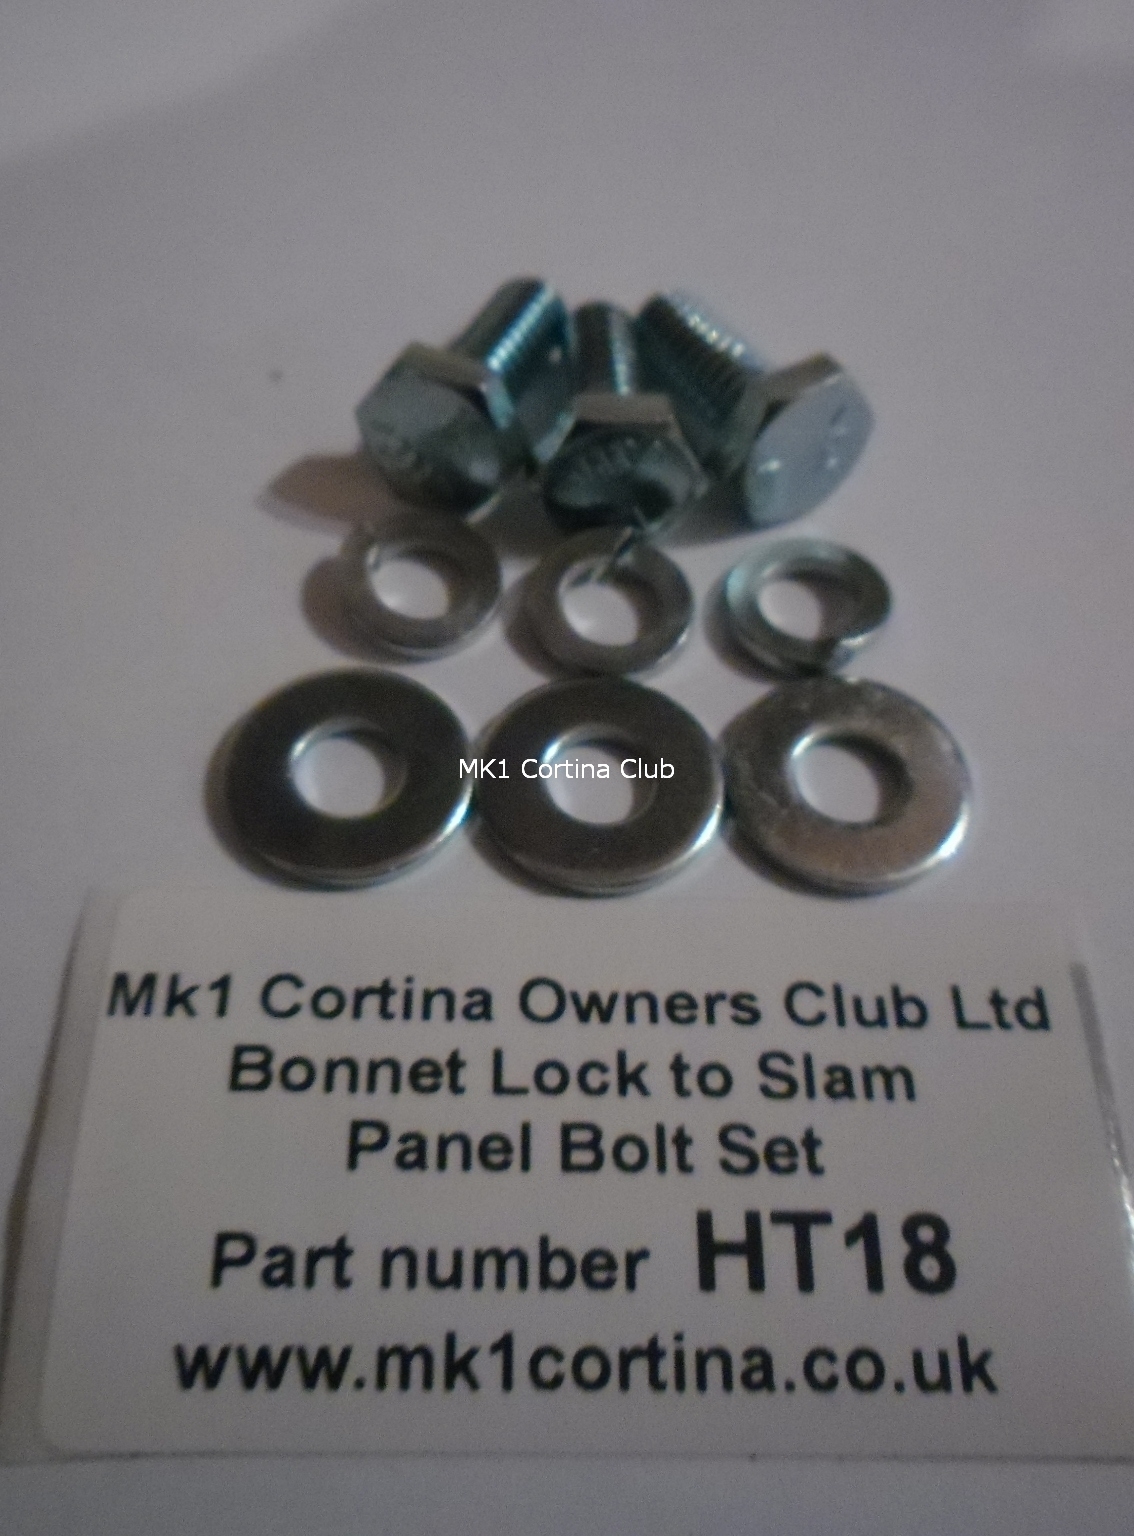 MK1 Cortina Club
Mk1 Cortina Owners Club Ltd
Bonnet Lock to Slam
Panel Bolt Set
Part number HT18
www.mk1cortina.co.uk